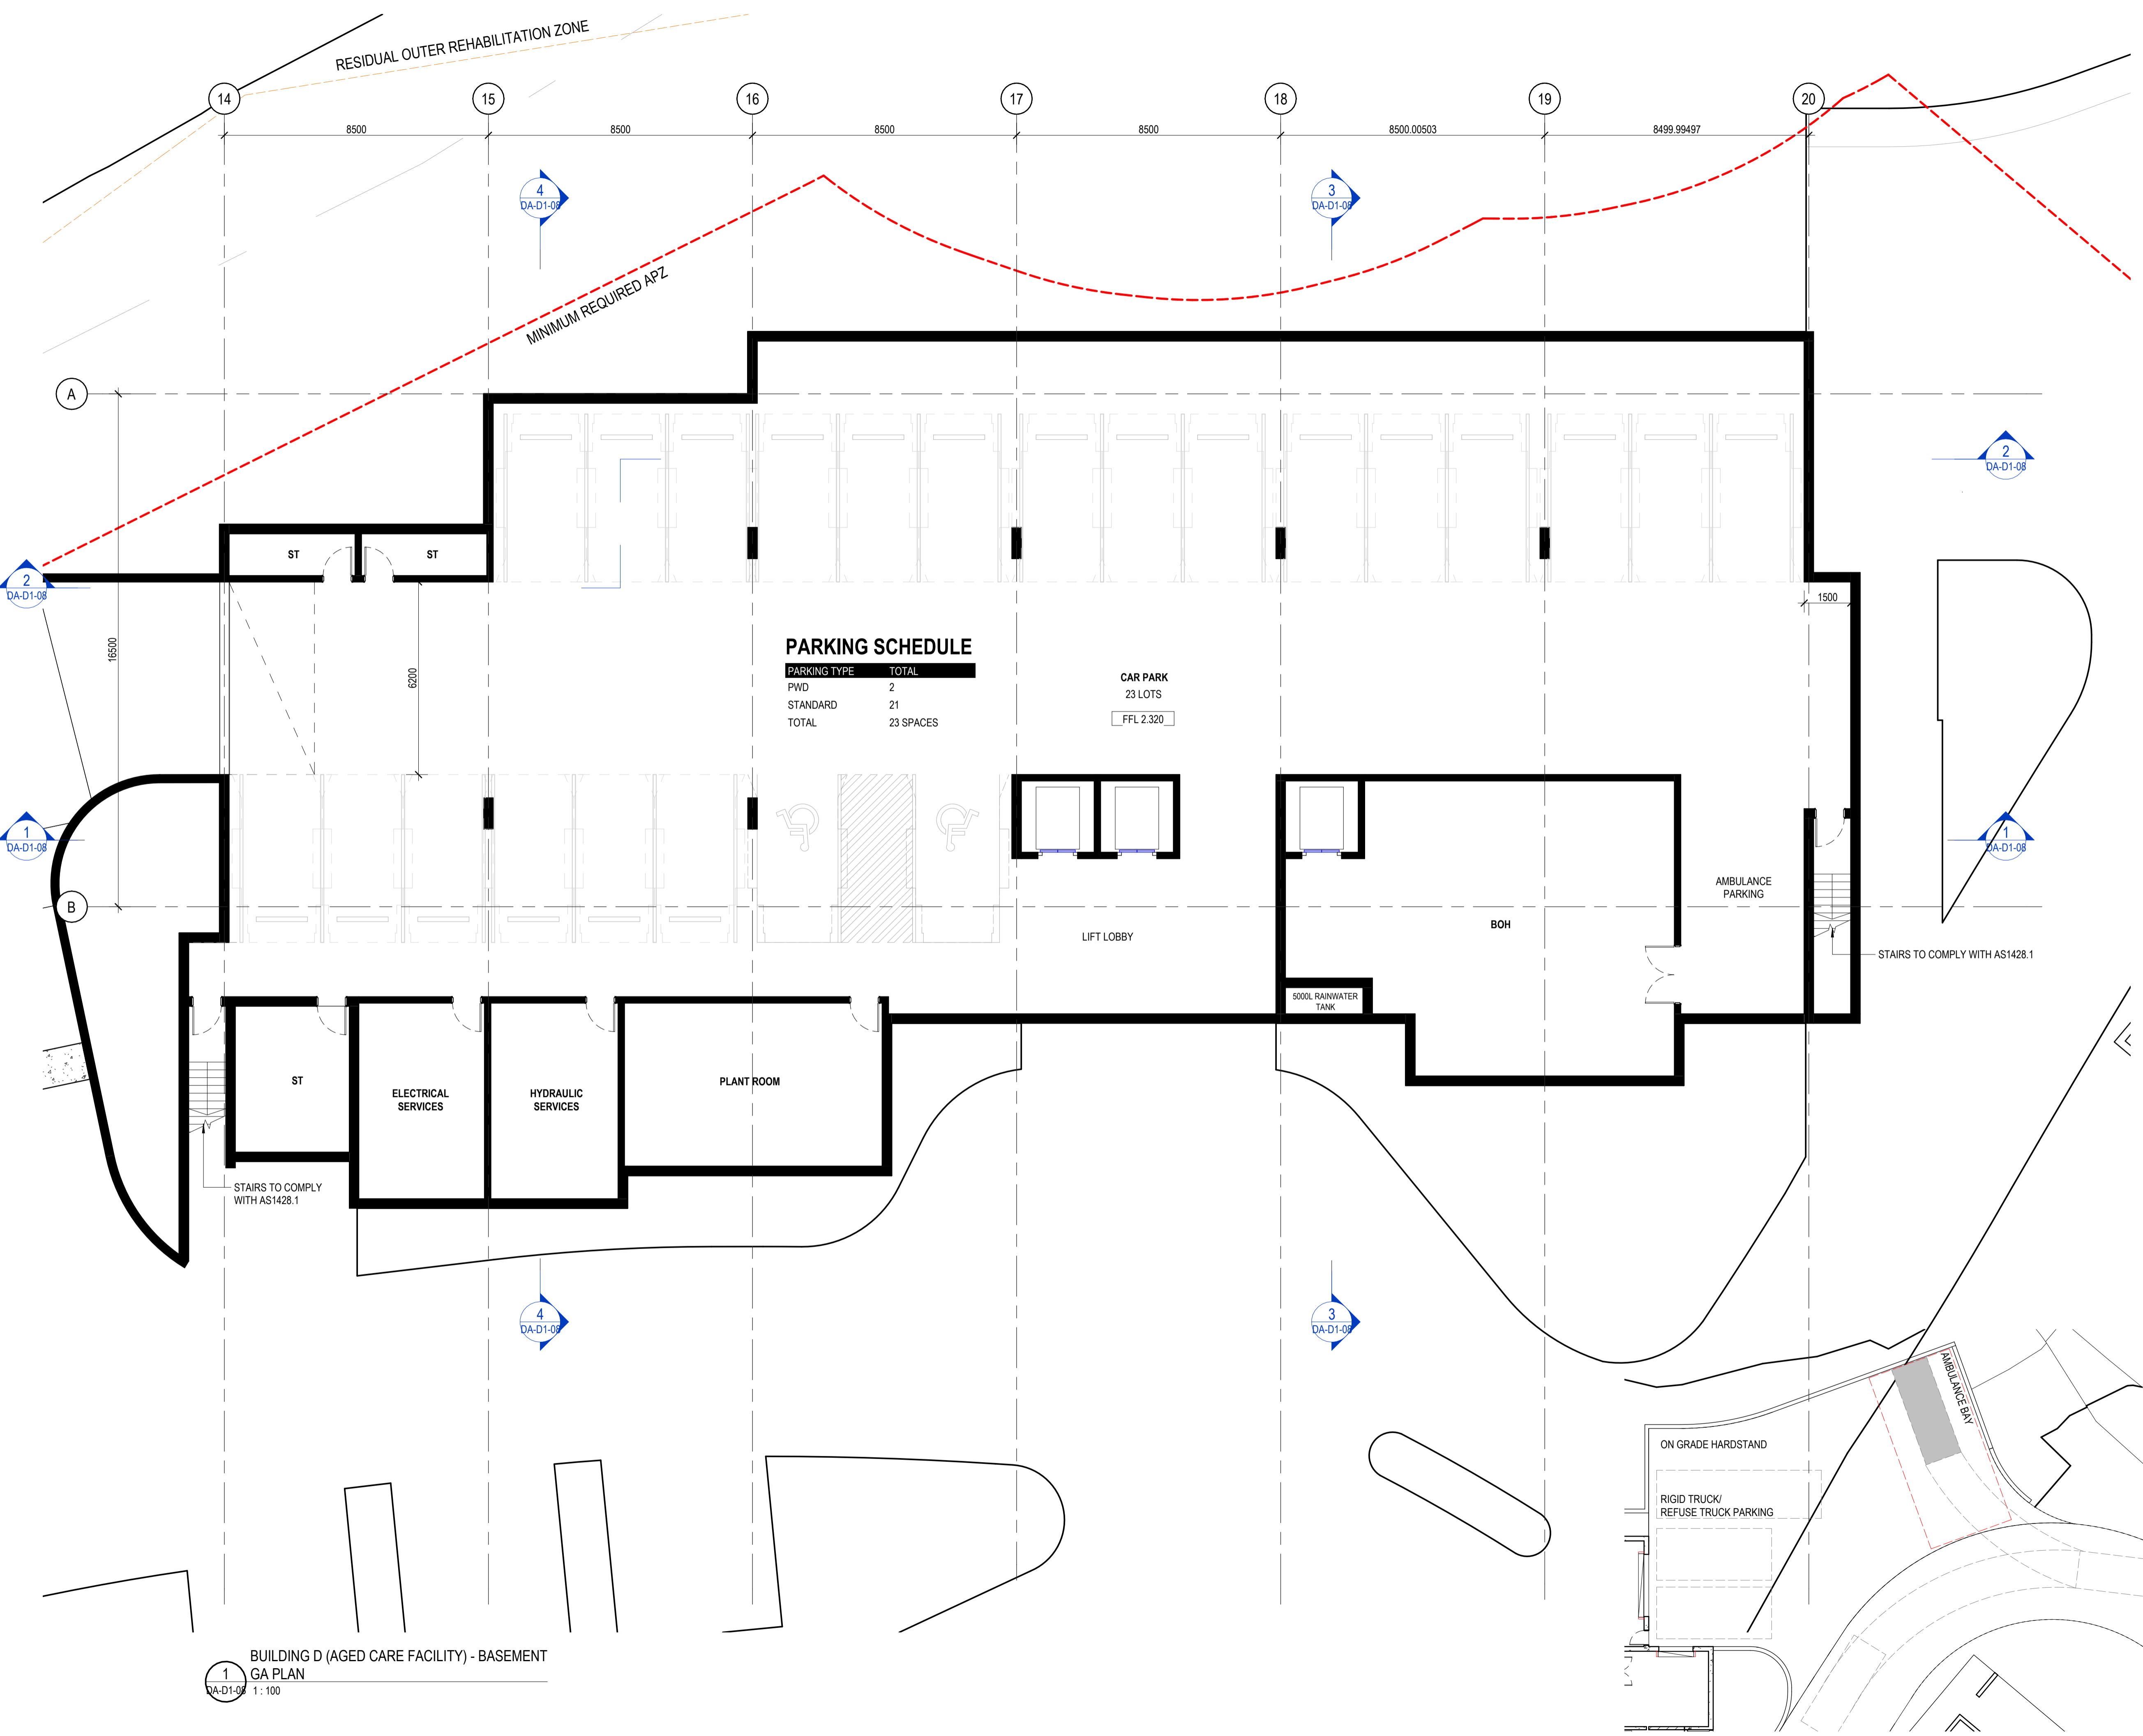 RESIDUAL OUTER REHABILITATION ZONE
14
15
16
17
18
19
20
8500
8500
8500
8500
8500.00503
8499.99497
4
DA-D1-08
3
DA-D1-08
MINIMUM REQUIRED APZ
A
2
DA-D1-08
ST
ST
2
DA-D1-08
1500
16500
6200
PARKING SCHEDULE
PARKING TYPE TOTAL
PWD 2
STANDARD 21
TOTAL 23 SPACES
CAR PARK
23 LOTS
FFL 2.320
1
DA-D1-08
1
DA-D1-08
B
AMBULANCE
PARKING
BOH
LIFT LOBBY
STAIRS TO COMPLY WITH AS1428.1
5000L RAINWATER
TANK
ST
ELECTRICAL
SERVICES
HYDRAULIC
SERVICES
PLANT ROOM
STAIRS TO COMPLY
WITH AS1428.1
4
DA-D1-08
3
DA-D1-08
AMBULANCE BAY
ON GRADE HARDSTAND
RIGID TRUCK/
REFUSE TRUCK PARKING
BUILDING D (AGED CARE FACILITY) - BASEMENT
GA PLAN
1
DA-D1-08
1 : 100